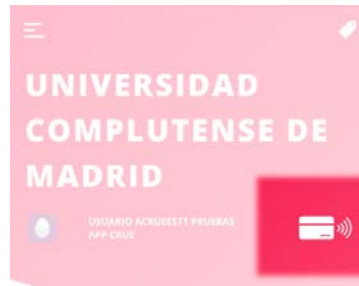 UNIVERSIDAD
COMPLUTENSE DE
MADRID
USUARIO ACRUEEST1 PRUEBAS
APP CRUE